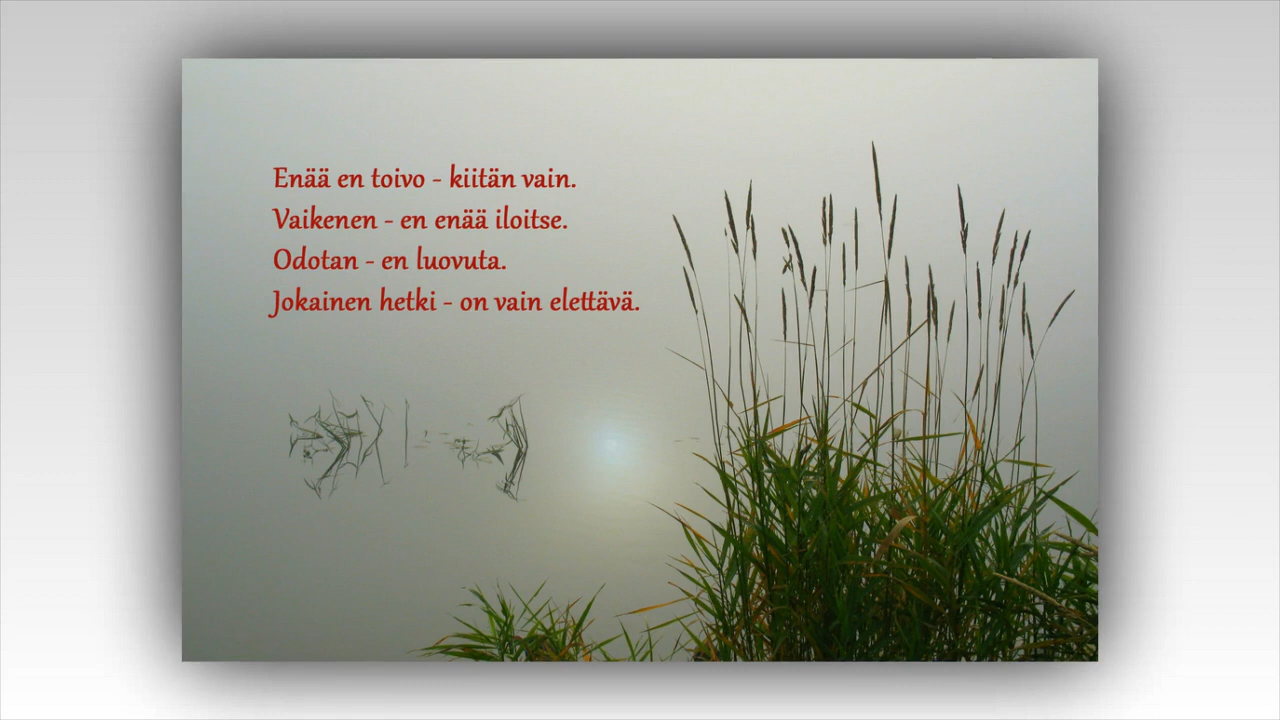 Enää en toivo - kiitän vain.
Vaikenen - en enää iloitse.
Odotan - en luovuta.
Jokainen hetki - on vain elettävä.